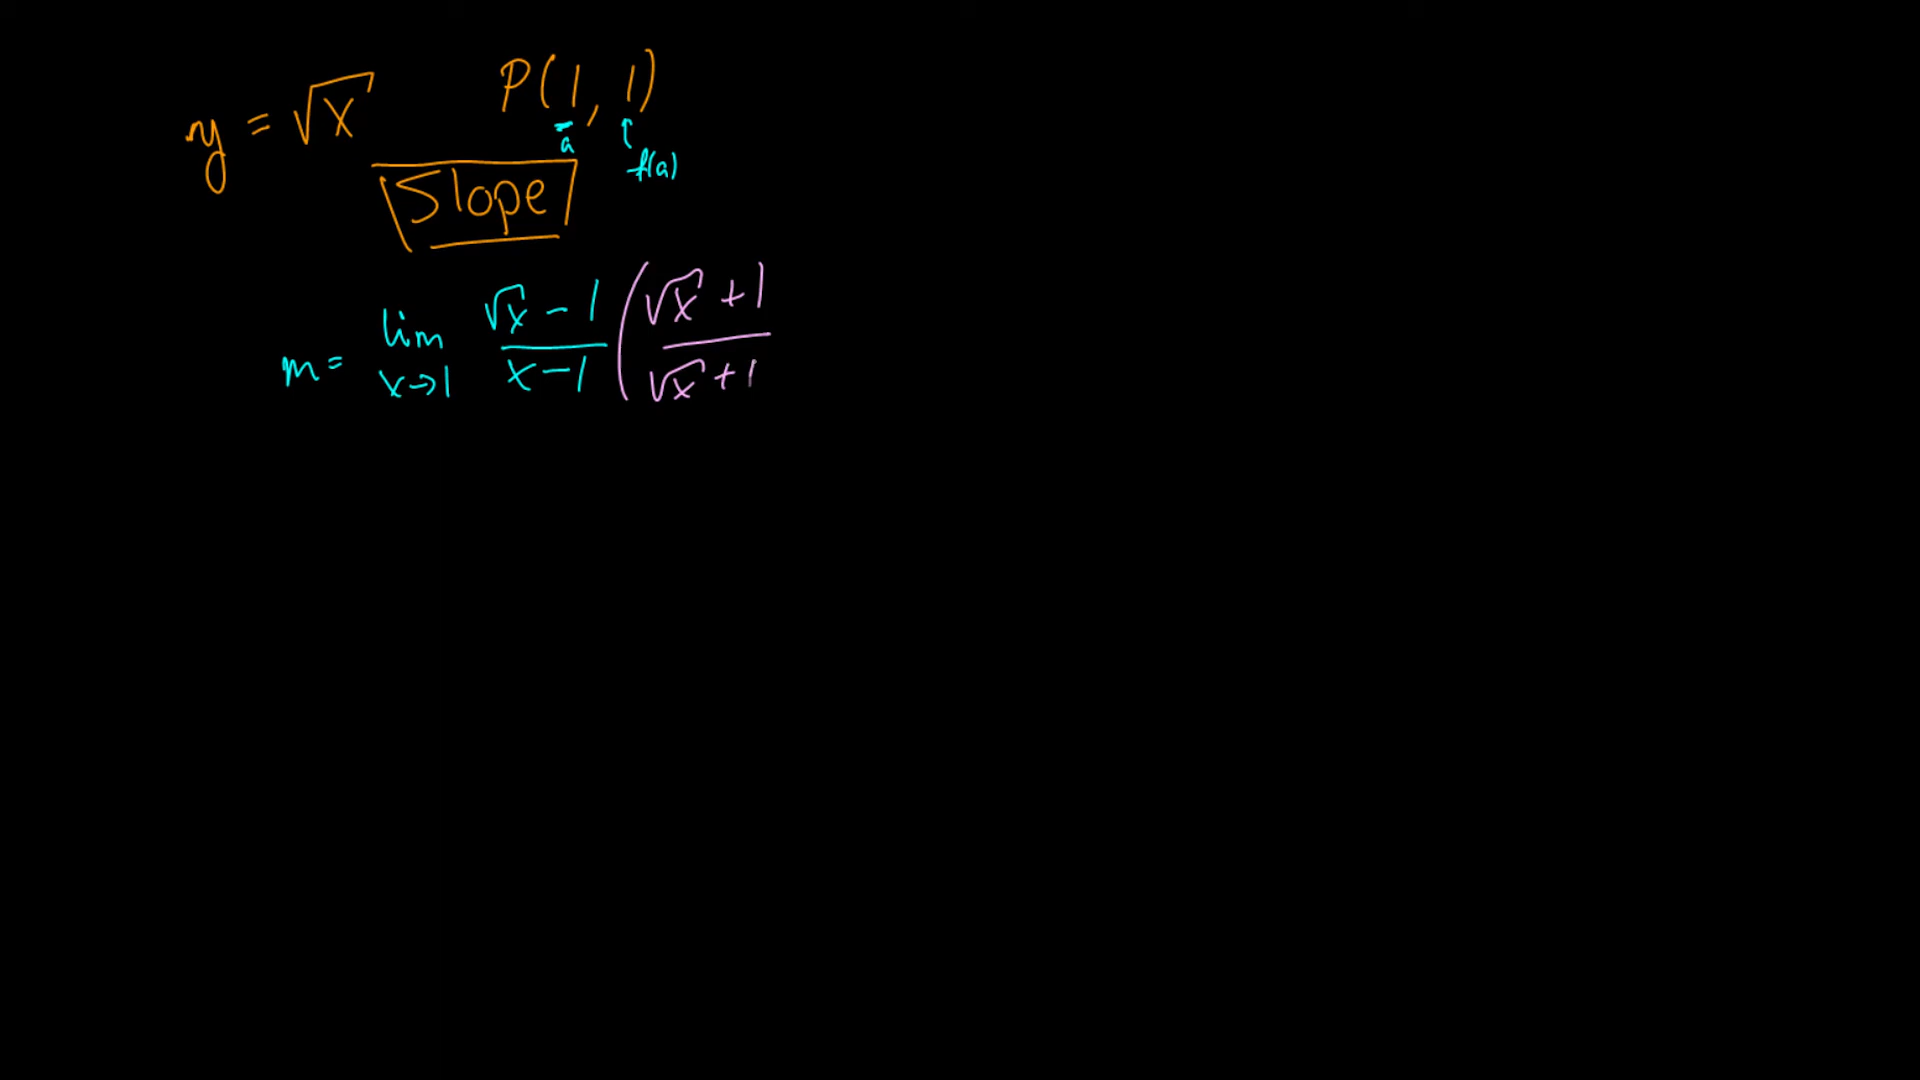 y = √x P(1, 1)
a f(a)
Slope
m = lim x→1 (√x - 1)/(x - 1) ( (√x + 1)/(√x + 1)